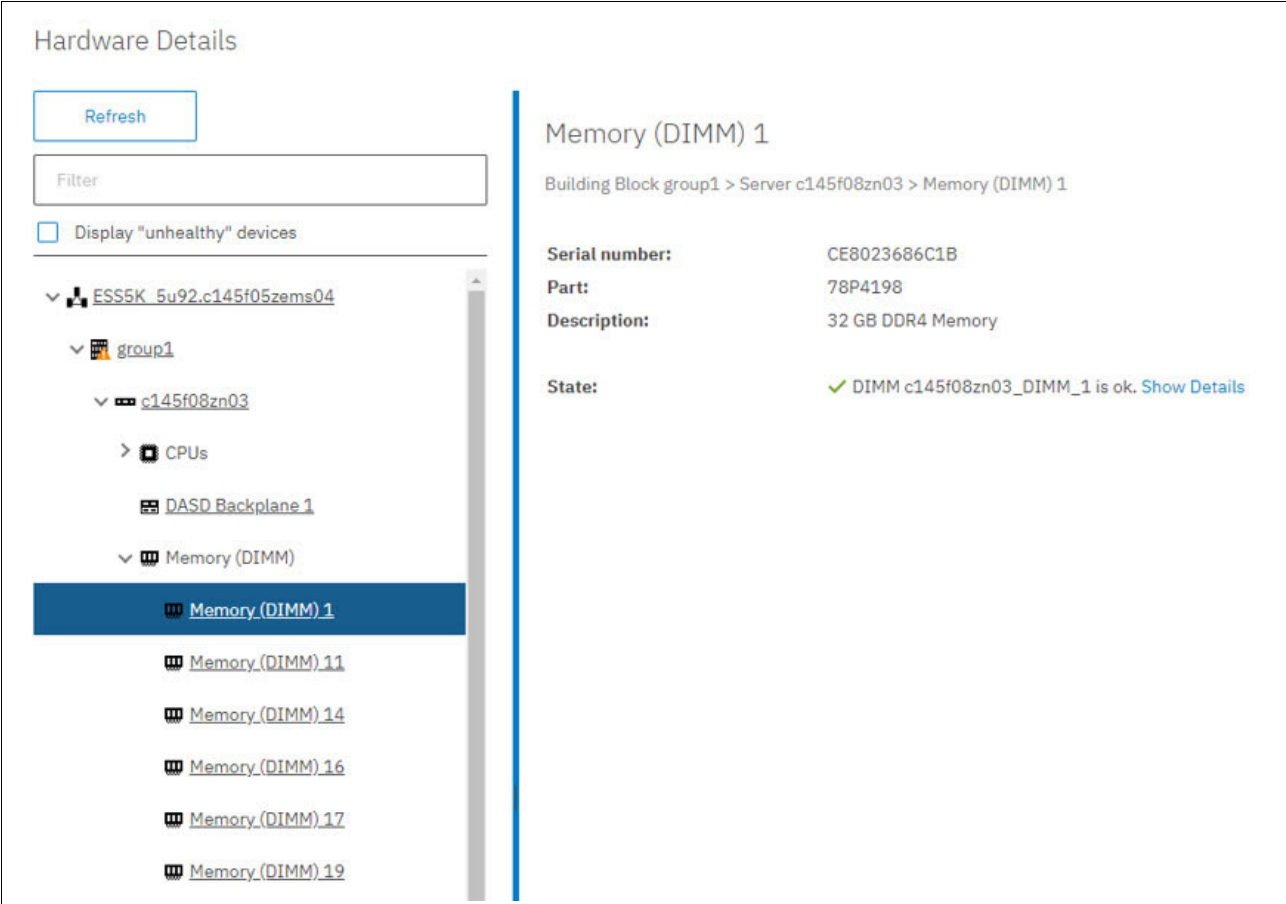 Hardware Details
Refresh
Filter
Display "unhealthy" devices
ESS5K_5u92.c145f05zems04
group1
c145f08zn03
CPUs
DASD Backplane 1
Memory (DIMM)
Memory (DIMM) 1
Memory (DIMM) 11
Memory (DIMM) 14
Memory (DIMM) 16
Memory (DIMM) 17
Memory (DIMM) 19
Memory (DIMM) 1
Building Block group1 > Server c145f08zn03 > Memory (DIMM) 1
Serial number: CE8023686C1B
Part: 78P4198
Description: 32 GB DDR4 Memory
State: DIMM c145f08zn03_DIMM_1 is ok. Show Details